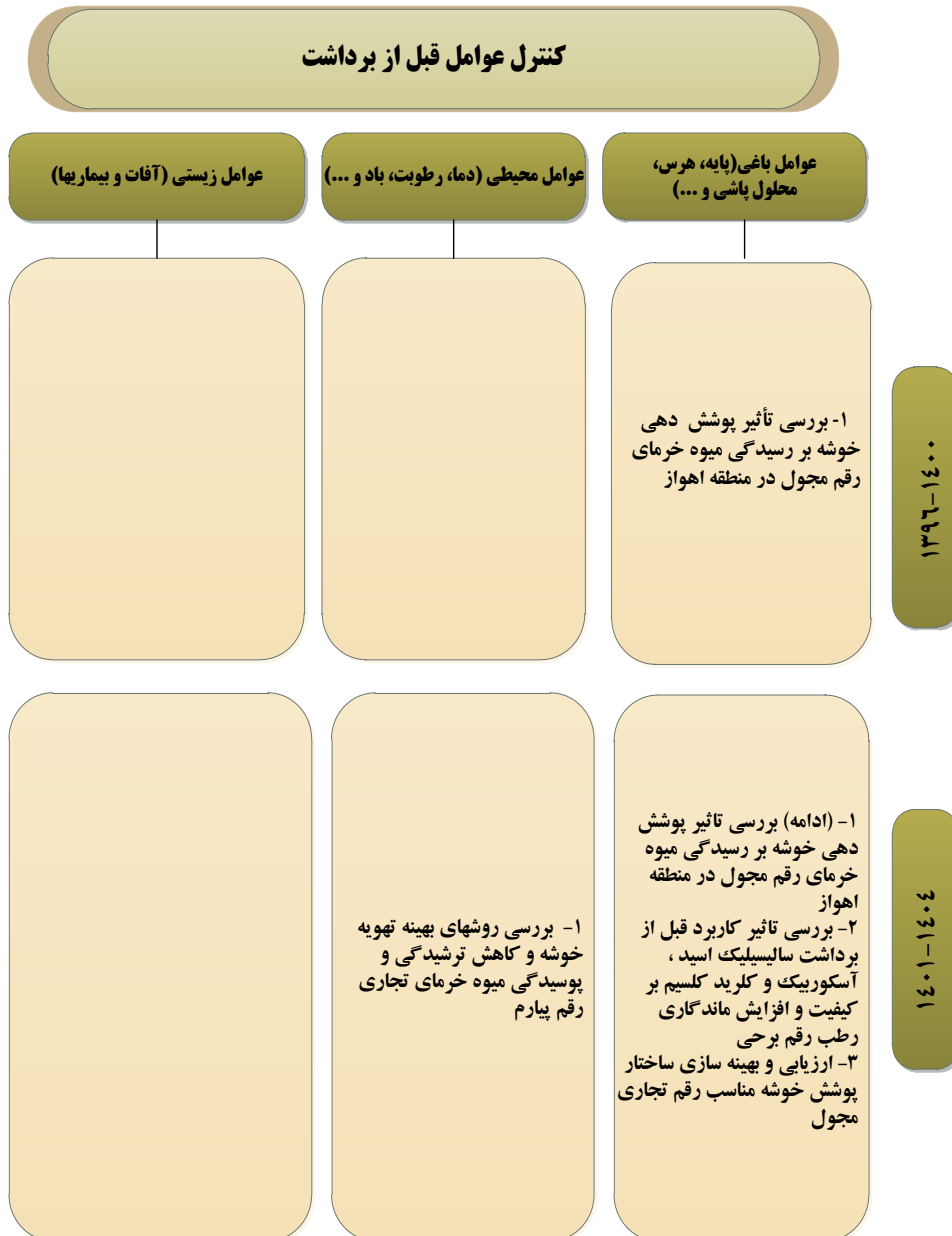 کنترل عوامل قبل از برداشت
عوامل باغی(پایه، هرس،
محلول پاشی و ...)
عوامل محیطی (دما، رطوبت، باد و ...)
عوامل زیستی (آفات و بیماریها)
۱۳۹۶-۱۴۰۰
۱- بررسی تأثیر پوشش دهی
خوشه بر رسیدگی میوه خرمای
رقم مجول در منطقه اهواز
۱۴۰۱-۱۴۰۴
۱- (ادامه) بررسی تاثیر پوشش
دهی خوشه بر رسیدگی میوه
خرمای رقم مجول در منطقه
اهواز
۲- بررسی تاثیر کاربرد قبل از
برداشت سالیسیلیک اسید ،
آسکوربیک و کلرید کلسیم بر
کیفیت و افزایش ماندگاری
رطب رقم برحی
۳- ارزیابی و بهینه سازی ساختار
پوشش خوشه مناسب رقم تجاری
مجول
۱- بررسی روشهای بهینه تهویه
خوشه و کاهش ترشیدگی و
پوسیدگی میوه خرمای تجاری
رقم پیارم